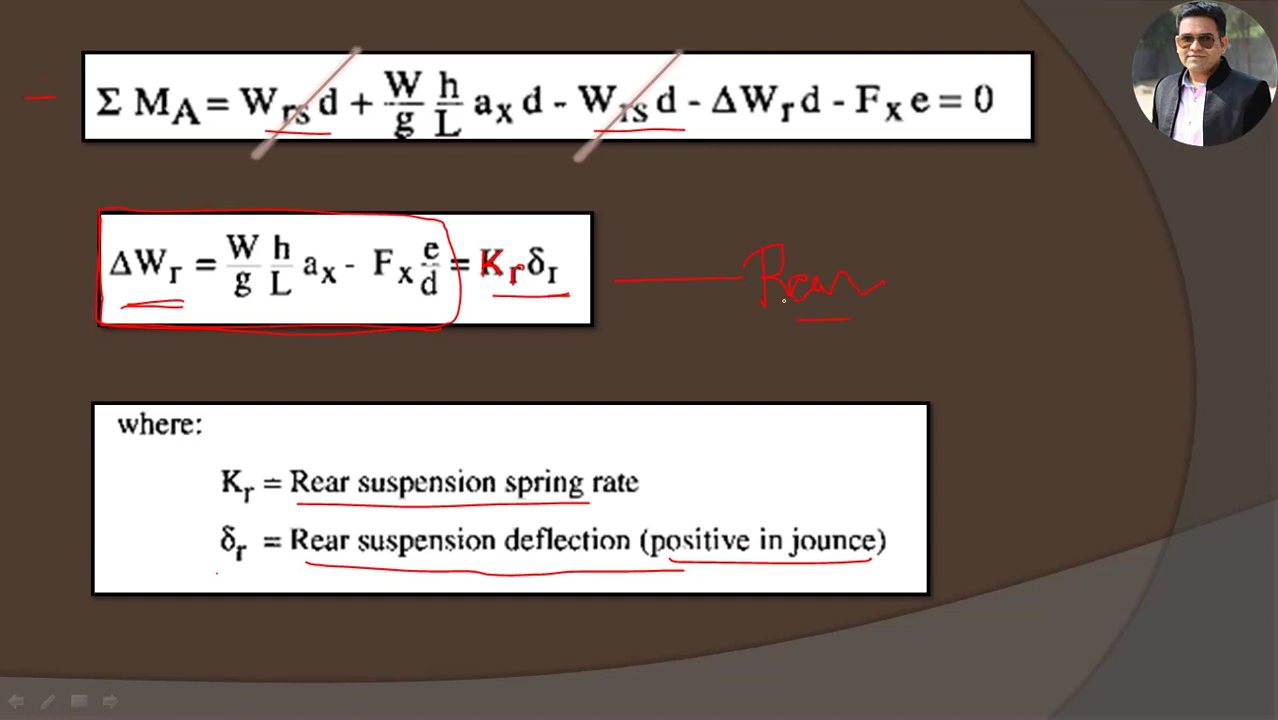 Σ M_A = W_rs d + W/g h/L a_x d - W_rs d - ΔW_r d - F_x e = 0
ΔW_r = W/g h/L a_x - F_x e/d = K_r δ_r
Rear
where:
K_r = Rear suspension spring rate
δ_r = Rear suspension deflection (positive in jounce)